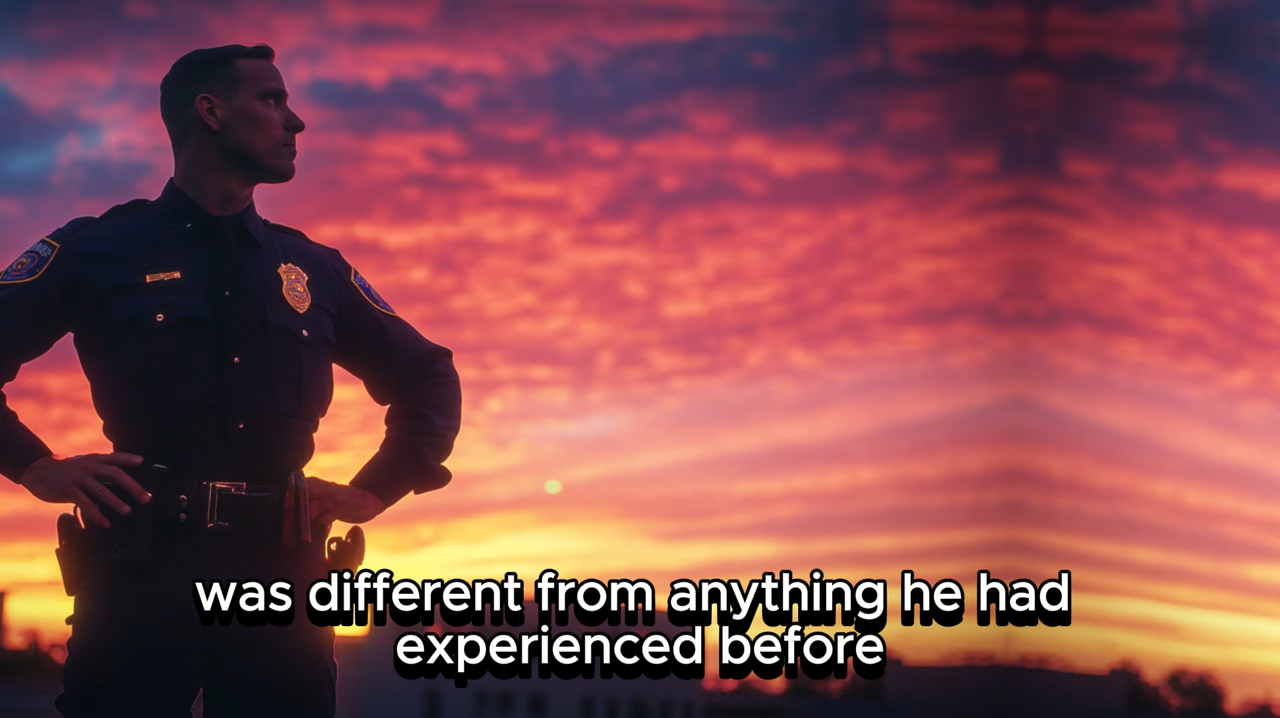 was different from anything he had
experienced before